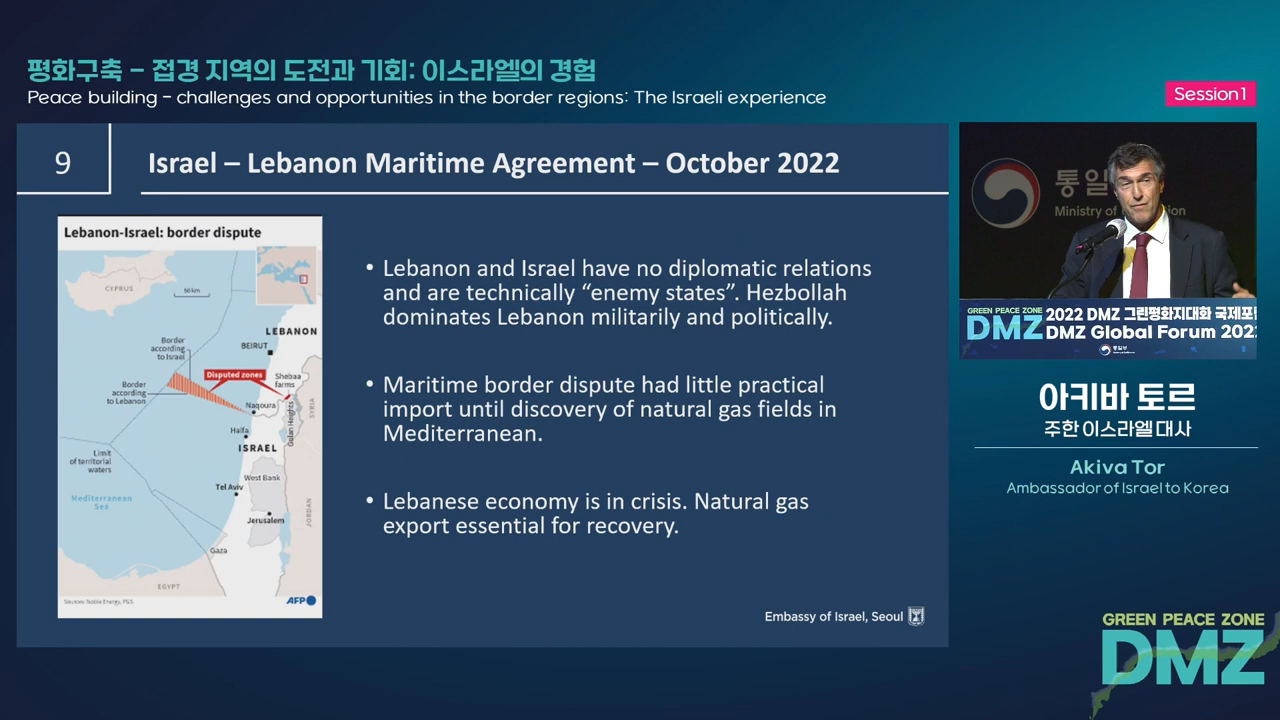 평화구축 – 접경 지역의 도전과 기회: 이스라엘의 경험
Peace building – challenges and opportunities in the border regions: The Israeli experience
Session1
9
Israel – Lebanon Maritime Agreement – October 2022
Lebanon-Israel: border dispute
CYPRUS
50 km
LEBANON
BEIRUT
Border
according
to Israel
Disputed zones
Shebaa
farms
Border
according
to Lebanon
Naqoura
Golan Heights
SYRIA
Haifa
ISRAEL
Limit
of territorial
waters
West Bank
Tel Aviv
Mediterranean
Sea
Jerusalem
JORDAN
Gaza
EGYPT
AFP
• Lebanon and Israel have no diplomatic relations
and are technically “enemy states”. Hezbollah
dominates Lebanon militarily and politically.
• Maritime border dispute had little practical
import until discovery of natural gas fields in
Mediterranean.
• Lebanese economy is in crisis. Natural gas
export essential for recovery.
Embassy of Israel, Seoul
통일
Ministry of
GREEN PEACE ZONE
DMZ
2022 DMZ 그린평화지대화 국제포럼
DMZ Global Forum 2022
통일부
아키바 토르
주한 이스라엘 대사
Akiva Tor
Ambassador of Israel to Korea
GREEN PEACE ZONE
DMZ